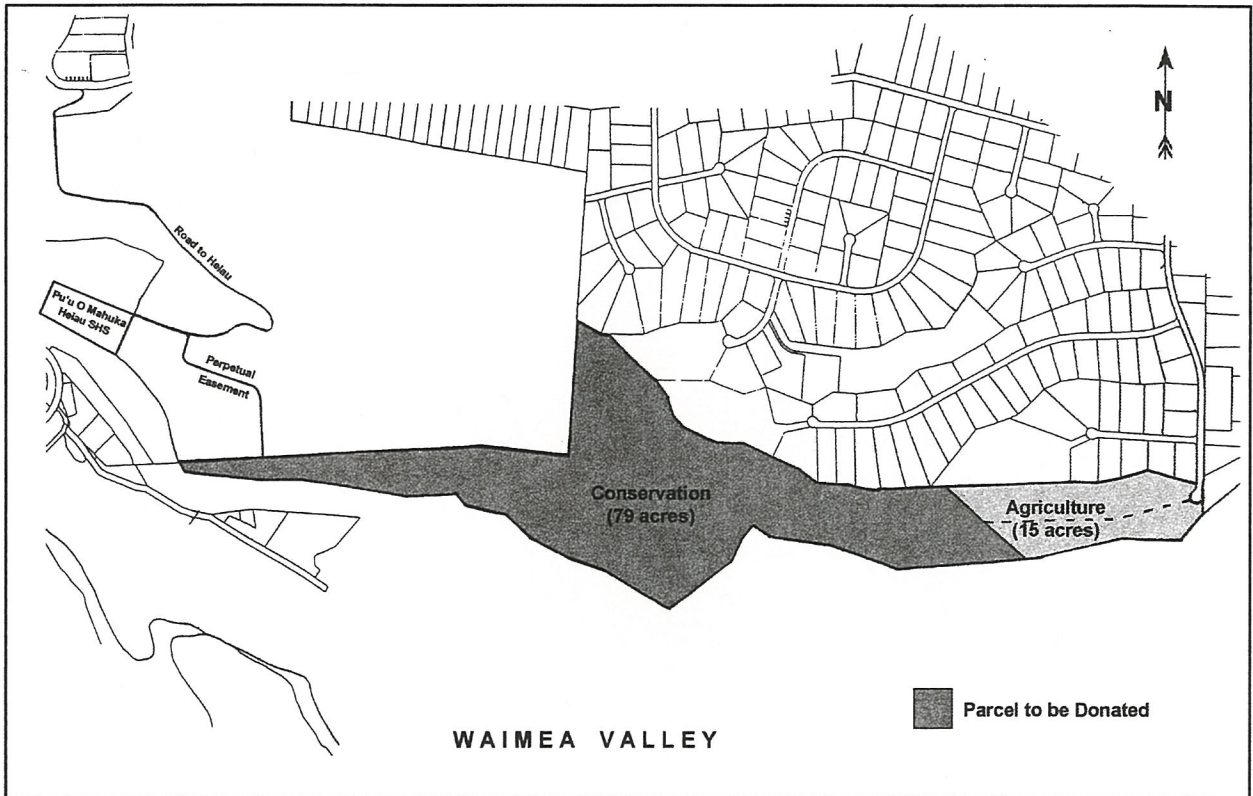 N
Road to Heiau
Pu'u O Mahuka
Heiau SHS
Perpetual
Easement
Conservation
(79 acres)
Agriculture
(15 acres)
Parcel to be Donated
WAIMEA VALLEY